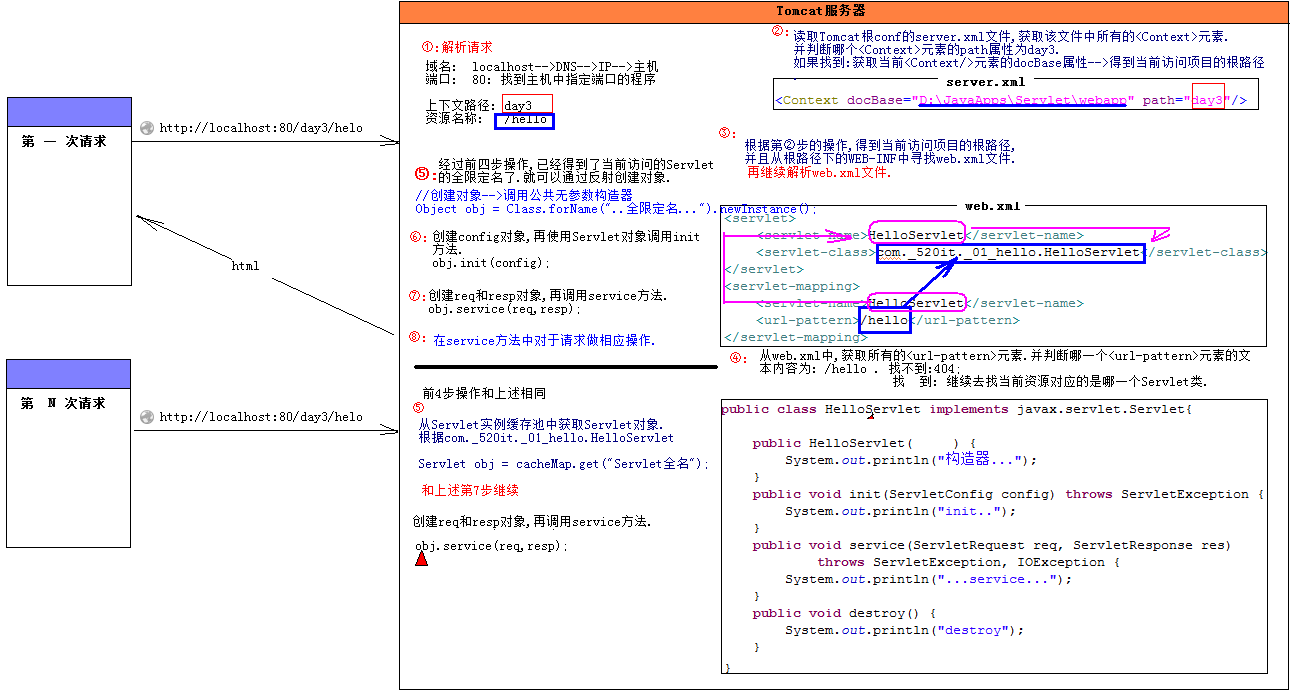 Tomcat服务器
第 一 次请求
http://localhost:80/day3/helo
html
第 N 次请求
http://localhost:80/day3/helo
①:解析请求
域名: localhost-->DNS-->IP-->主机
端口: 80: 找到主机中指定端口的程序
上下文路径: day3
资源名称: /hello
②: 读取Tomcat根conf的server.xml文件,获取该文件中所有的<Context>元素.
并判断哪个<Context>元素的path属性为day3.
如果找到:获取当前<Context/>元素的docBase属性-->得到当前访问项目的根路径
.
server.xml
<Context docBase="D:\JavaApps\Servlet\webapp" path="day3"/>
③:
根据第②步的操作,得到当前访问项目的根路径,
并且从根路径下的WEB-INF中寻找web.xml文件.
再继续解析web.xml文件.
web.xml
<servlet>
<servlet-name>HelloServlet</servlet-name>
<servlet-class>com._520it._01_hello.HelloServlet</servlet-class>
</servlet>
<servlet-mapping>
<servlet-name>HelloServlet</servlet-name>
<url-pattern>/hello</url-pattern>
</servlet-mapping>
④: 从web.xml中,获取所有的<url-pattern>元素.并判断哪一个<url-pattern>元素的文
本内容为: /hello . 找不到:404;
找 到: 继续去找当前资源对应的是哪一个Servlet类.
⑤: 经过前四步操作,已经得到了当前访问的Servlet
的全限定名了.就可以通过反射创建对象.
//创建对象-->调用公共无参数构造器
Object obj = Class.forName("..全限定名...").newInstance();
⑥: 创建config对象,再使用Servlet对象调用init
方法.
obj.init(config);
⑦: 创建req和resp对象,再调用service方法.
obj.service(req,resp);
⑧: 在service方法中对于请求做相应操作.
前4步操作和上述相同
⑤
从Servlet实例缓存池中获取Servlet对象.
根据com._520it._01_hello.HelloServlet
Servlet obj = cacheMap.get("Servlet全名");
和上述第7步继续
创建req和resp对象,再调用service方法.
obj.service(req,resp);
public class HelloServlet implements javax.servlet.Servlet{
public HelloServlet( ) {
System.out.println("构造器...");
}
public void init(ServletConfig config) throws ServletException {
System.out.println("init..");
}
public void service(ServletRequest req, ServletResponse res)
throws ServletException, IOException {
System.out.println("...service...");
}
public void destroy() {
System.out.println("destroy");
}
}